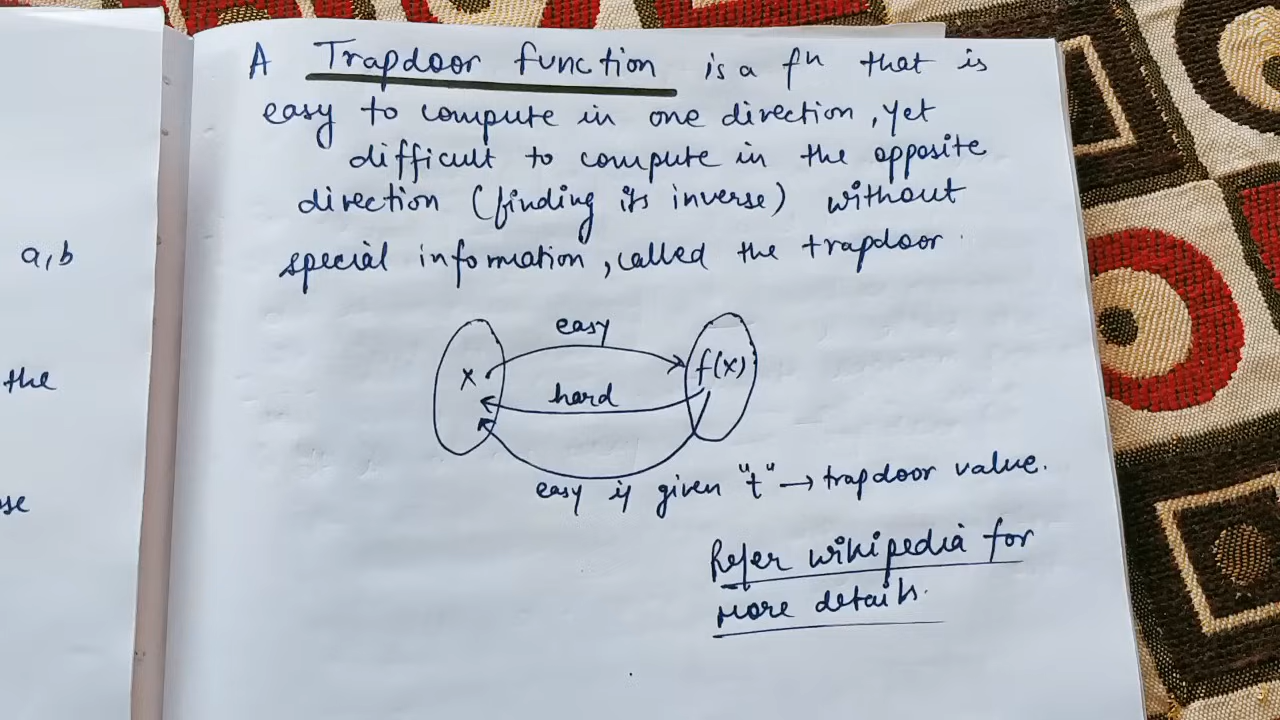 A Trapdoor function is a fn that is
easy to compute in one direction, yet
difficult to compute in the opposite
direction (finding its inverse) without
special information, called the trapdoor.
a, b
easy
x
f(x)
hard
the
easy if given "t" → trapdoor value.
se
Refer wikipedia for
more details.